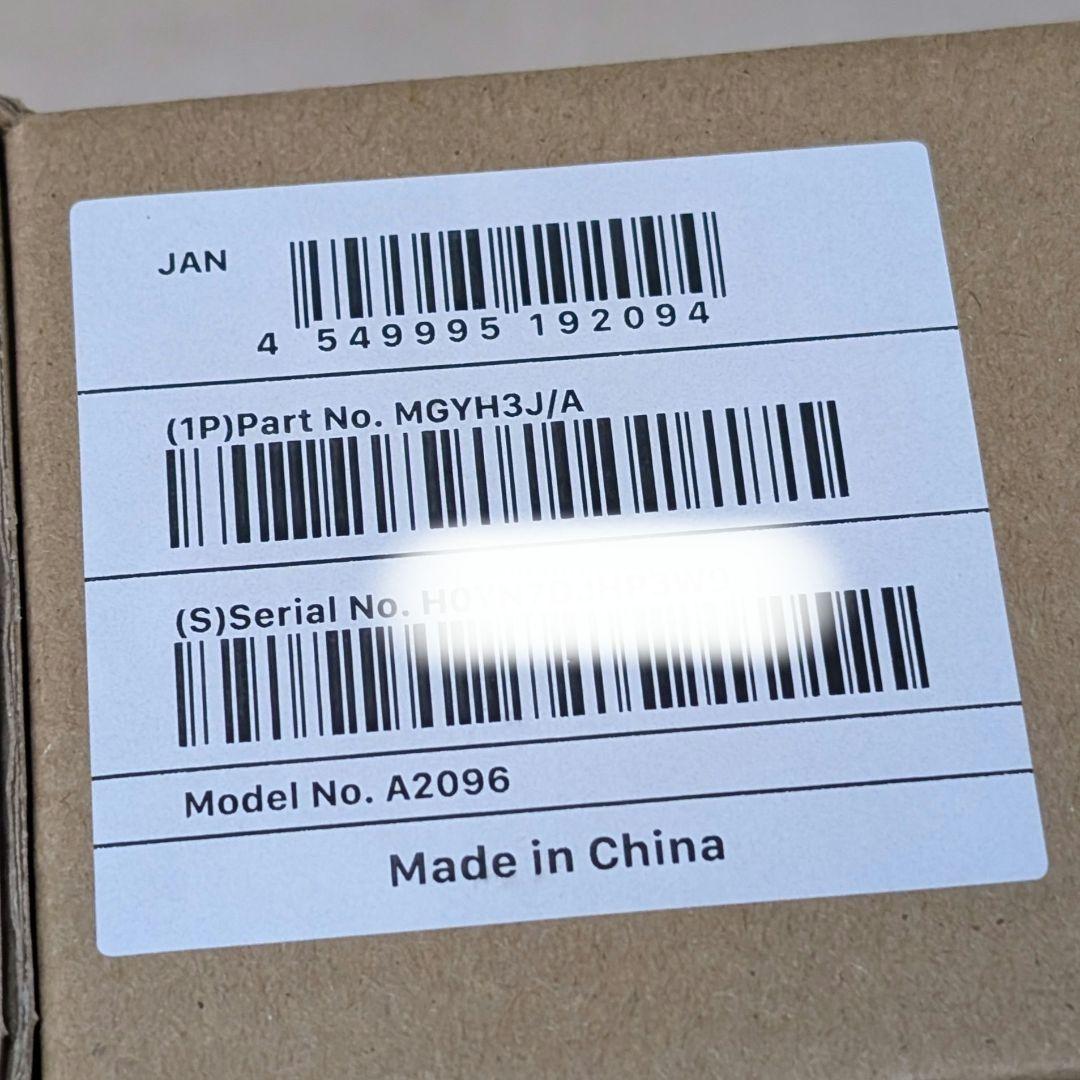 JAN
4 549995 192094
(1P)Part No. MGYH3J/A
(S)Serial No.
Model No. A2096
Made in China